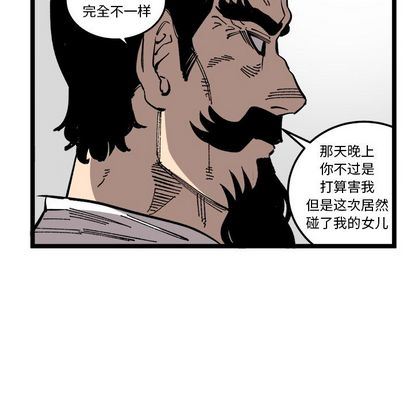 完全不一样
那天晚上
你不过是
打算害我
但是这次居然
碰了我的女儿